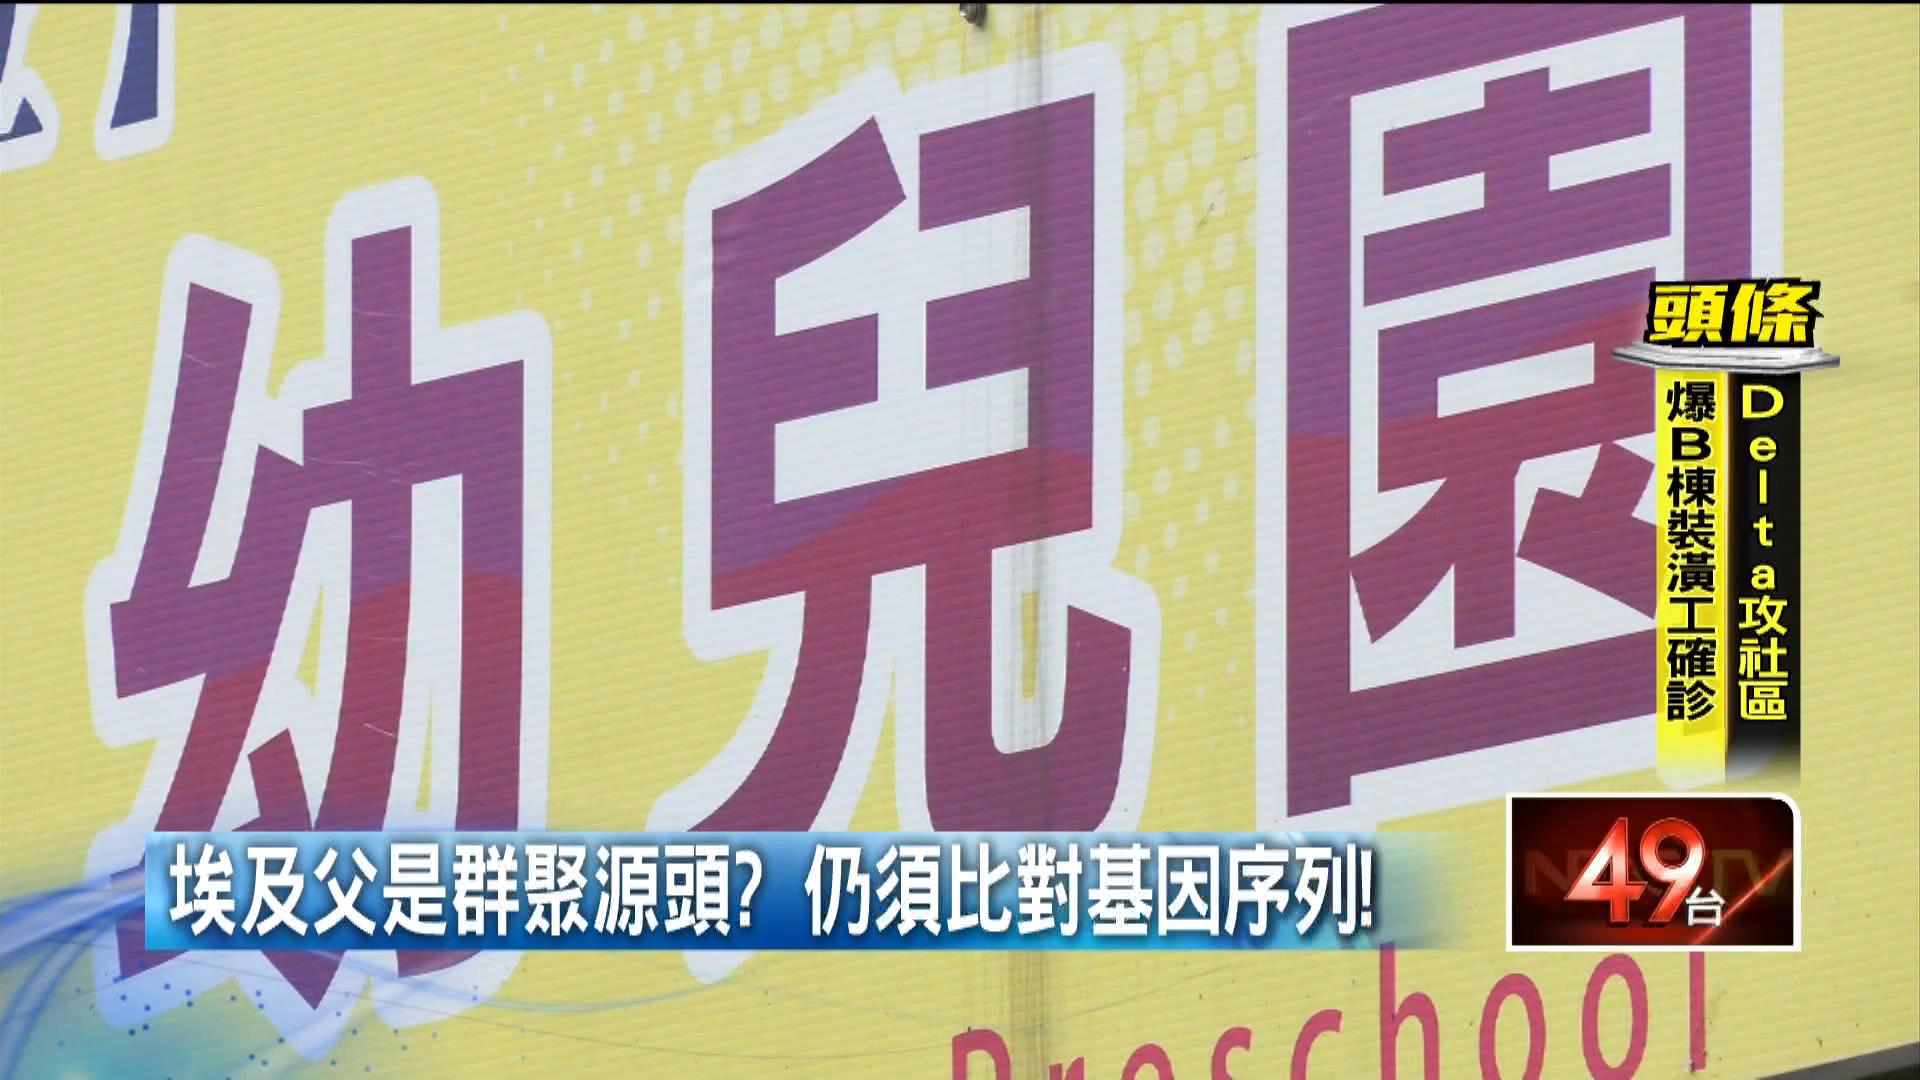 幼兒園
頭條
Delta攻社區
爆B棟裝潢工確診
埃及父是群聚源頭? 仍須比對基因序列!
49台
Preschool